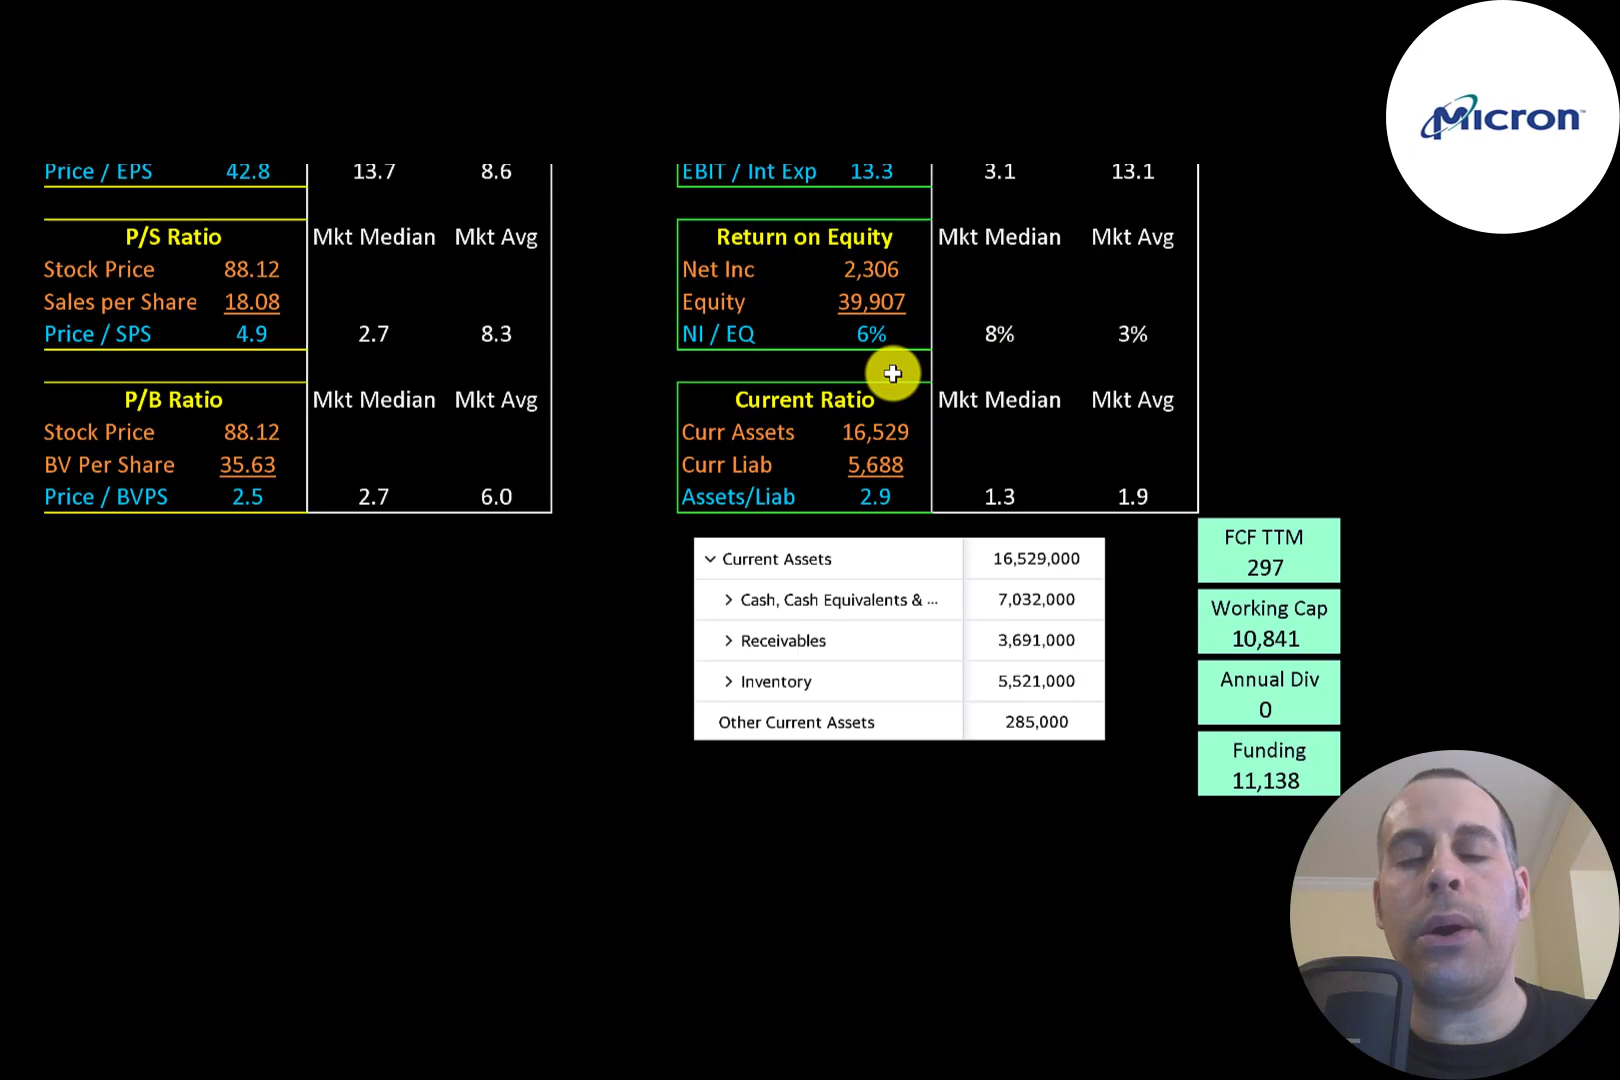 Micron™
Price / EPS 42.8 13.7 8.6
P/S Ratio Mkt Median Mkt Avg
Stock Price 88.12
Sales per Share 18.08
Price / SPS 4.9 2.7 8.3
P/B Ratio Mkt Median Mkt Avg
Stock Price 88.12
BV Per Share 35.63
Price / BVPS 2.5 2.7 6.0
EBIT / Int Exp 13.3 3.1 13.1
Return on Equity Mkt Median Mkt Avg
Net Inc 2,306
Equity 39,907
NI / EQ 6% 8% 3%
Current Ratio Mkt Median Mkt Avg
Curr Assets 16,529
Curr Liab 5,688
Assets/Liab 2.9 1.3 1.9
Current Assets 16,529,000
Cash, Cash Equivalents & ... 7,032,000
Receivables 3,691,000
Inventory 5,521,000
Other Current Assets 285,000
FCF TTM
297
Working Cap
10,841
Annual Div
0
Funding
11,138